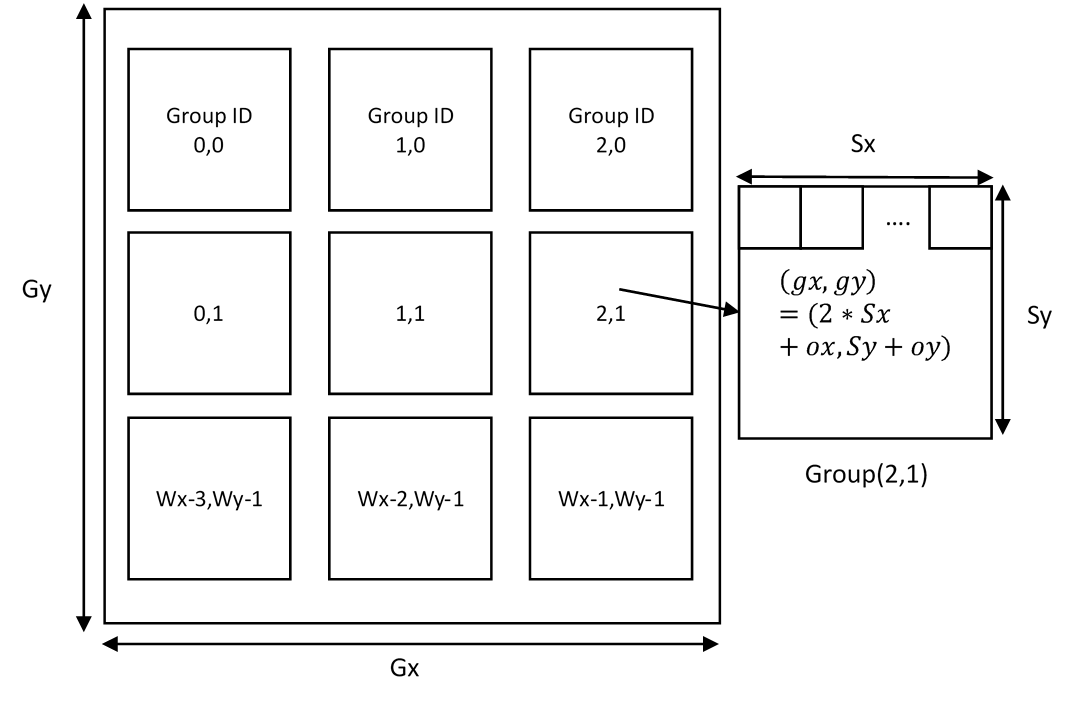 Group ID
0,0
Group ID
1,0
Group ID
2,0
Sx
....
Gy
0,1
1,1
2,1
(gx, gy)
= (2 ∗ Sx
+ ox, Sy + oy)
Sy
Wx-3,Wy-1
Wx-2,Wy-1
Wx-1,Wy-1
Group(2,1)
Gx